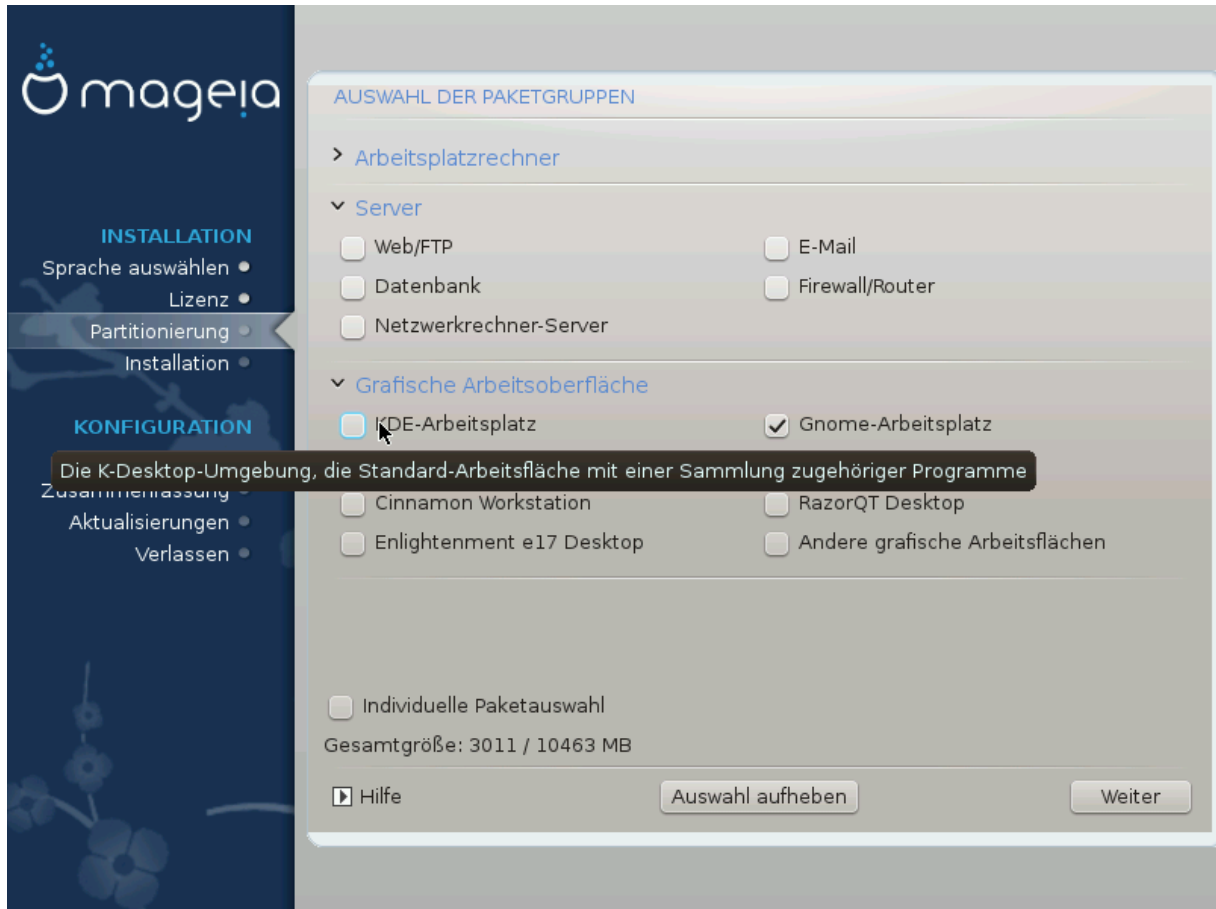 mageia
INSTALLATION
Sprache auswählen
Lizenz
Partitionierung
Installation
KONFIGURATION
Zusammenfassung
Aktualisierungen
Verlassen
AUSWAHL DER PAKETGRUPPEN
Arbeitsplatzrechner
Server
Web/FTP
E-Mail
Datenbank
Firewall/Router
Netzwerkrechner-Server
Grafische Arbeitsoberfläche
KDE-Arbeitsplatz
Gnome-Arbeitsplatz
Die K-Desktop-Umgebung, die Standard-Arbeitsfläche mit einer Sammlung zugehöriger Programme
Cinnamon Workstation
RazorQT Desktop
Enlightenment e17 Desktop
Andere grafische Arbeitsflächen
Individuelle Paketauswahl
Gesamtgröße: 3011 / 10463 MB
Hilfe
Auswahl aufheben
Weiter